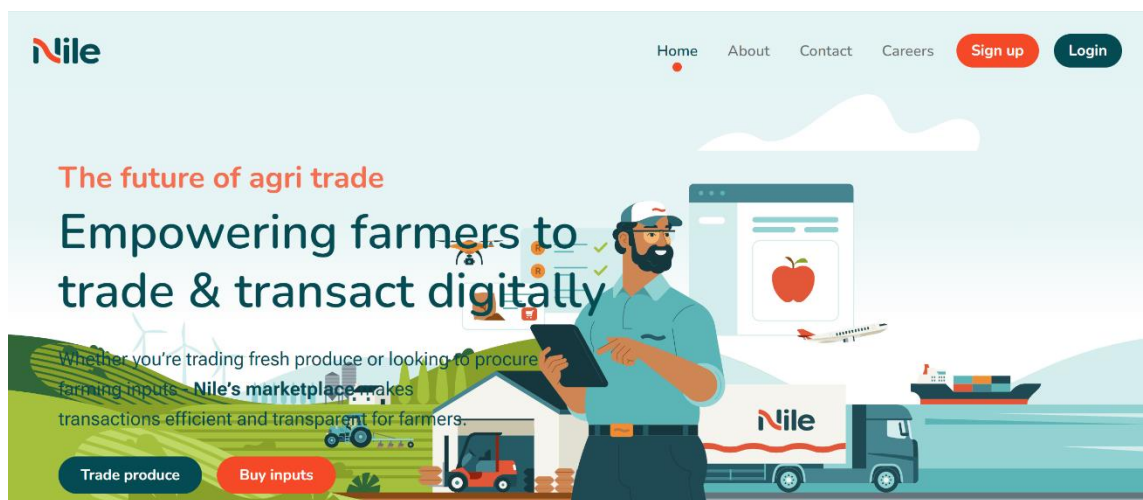 Nile
Home About Contact Careers Sign up Login
The future of agri trade
Empowering farmers to
trade & transact digitally
Whether you're trading fresh produce or looking to procure
farming inputs - Nile's marketplace makes
transactions efficient and transparent for farmers.
Trade produce Buy inputs
R
R
Nile